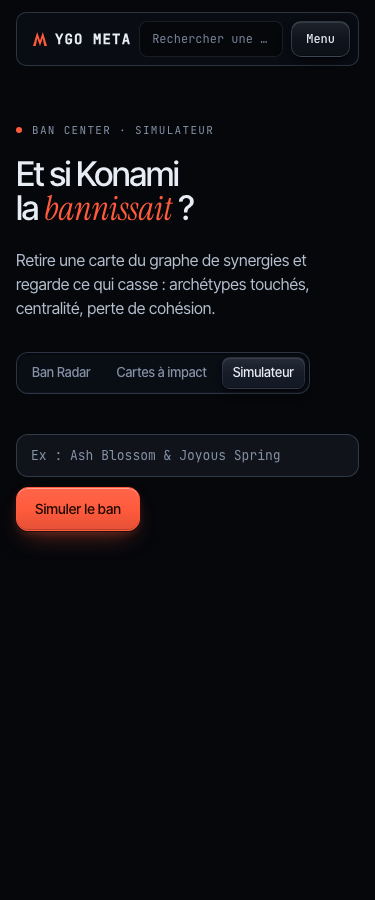 YGO META
Rechercher une …
Menu
BAN CENTER · SIMULATEUR
Et si Konami
la bannissait ?
Retire une carte du graphe de synergies et
regarde ce qui casse : archétypes touchés,
centralité, perte de cohésion.
Ban Radar
Cartes à impact
Simulateur
Ex : Ash Blossom & Joyous Spring
Simuler le ban